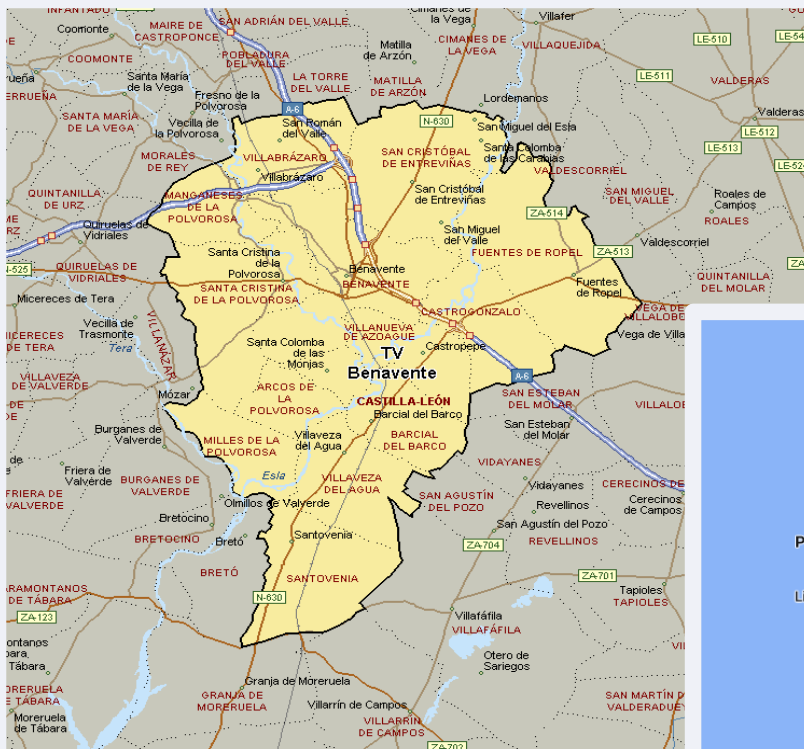 INFANTADO
Coomonte
MAIRE DE
CASTROPONCE
SAN ADRIÁN DEL VALLE
Cimanes de
la Vega
Villafer
COOMONTE
POBLADURA
DEL VALLE
Matilla
de Arzón
CIMANES DE
LA VEGA
VILLAQUEJIDA
LE-510
LE-54
LE-511
VALDERAS
Santa María
de la Vega
LA TORRE
DEL VALLE
MATILLA
DE ARZÓN
Fresno de la
Polvorosa
A-6
Lordemanos
Valderas
SANTA MARÍA
DE LA VEGA
Vecilla de
la Polvorosa
San Román
del Valle
N-630
San Miguel del Esla
LE-512
LE-513
LE-524
Santa Colomba
de las Carabias
MORALES
DE REY
VILLABRÁZARO
Villabrázaro
SAN CRISTÓBAL
DE ENTREVIÑAS
VALDESCORRIEL
QUINTANILLA
DE URZ
MANGANESES
DE LA
POLVOROSA
San Cristóbal
de Entreviñas
SAN MIGUEL
DEL VALLE
Roales de
Campos
ROALES
Quiruelas de
Vidriales
San Miguel
del Valle
ZA-514
Valdescorriel
ZA-513
N-525
QUIRUELAS DE
VIDRIALES
Santa Cristina
de la
Polvorosa
FUENTES DE ROPEL
Benavente
BENAVENTE
Fuentes
de Ropel
QUINTANILLA
DEL MOLAR
Micereces de Tera
SANTA CRISTINA
DE LA POLVOROSA
CASTROGONZALO
VEGA DE
VILLALOBO
Vecilla de
Trasmonte
VILLANÁZAR
VILLANUEVA
DE AZOAGUE
Vega de Villa
MICERECES
DE TERA
Tera
Santa Colomba
de las
Monjas
TV
Benavente
Castropepe
A-6
VILLAVEZA
DE VALVERDE
Mózar
ARCOS DE
LA
POLVOROSA
CASTILLA-LEÓN
Barcial del Barco
SAN ESTEBAN
DEL MOLAR
VILLALOB
San Esteban
del Molar
Burganes de
Valverde
MILLES DE LA
POLVOROSA
Villaveza
del Agua
BARCIAL
DEL BARCO
VIDAYANES
Friera de
Valverde
FRIERA DE
VALVERDE
BURGANES DE
VALVERDE
Esla
VILLAVEZA
DEL AGUA
Vidayanes
CERECINOS DE
Cerecinos
de Campos
Olmillos de Valverde
SAN AGUSTÍN
DEL POZO
Revellinos
Bretocino
San Agustín del Pozo
BRETOCINO
Bretó
Santovenia
ZA-704
REVELLINOS
BRETÓ
SANTOVENIA
ZA-701
FARAMONTANOS
DE TÁBARA
N-630
Tapioles
TAPIOLES
ZA-123
Villafáfila
VILLAFÁFILA
Tábara
Otero de
Sariegos
MORERUELA
DE TÁBARA
Granja de Moreruela
GRANJA DE
MORERUELA
Villarrín de Campos
SAN MARTÍN D
VALDERADUEY
Moreruela
de Tábara
VILLARRÍN
DE CAMPOS
ZA-702